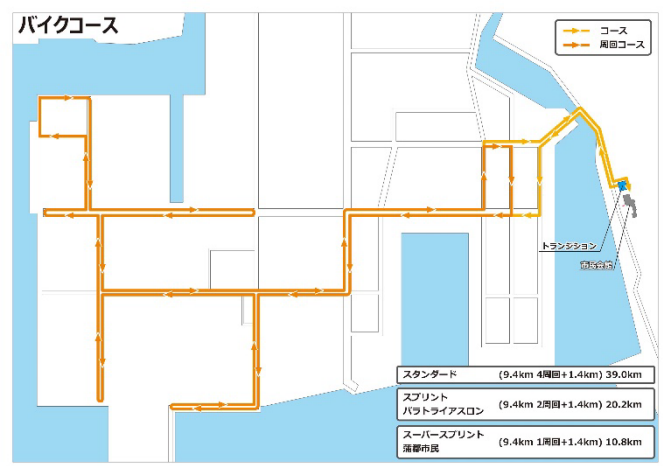 バイクコース
コース
周回コース
トランジション
市民会館
スタンダード (9.4km 4周回+1.4km) 39.0km
スプリント
パラトライアスロン (9.4km 2周回+1.4km) 20.2km
スーパースプリント
蒲郡市民 (9.4km 1周回+1.4km) 10.8km